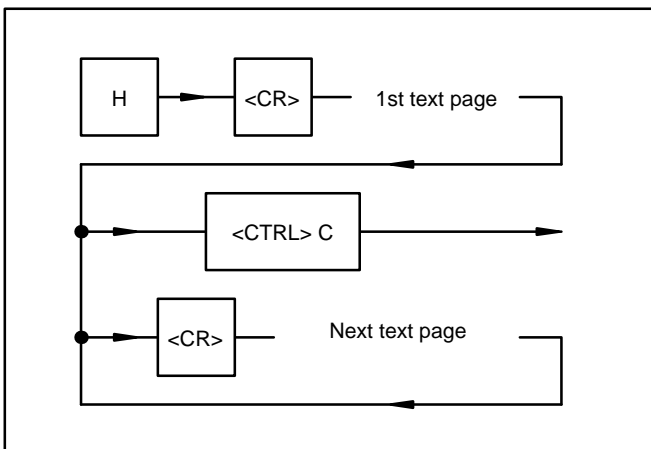 H
<CR>
1st text page
<CTRL> C
<CR>
Next text page